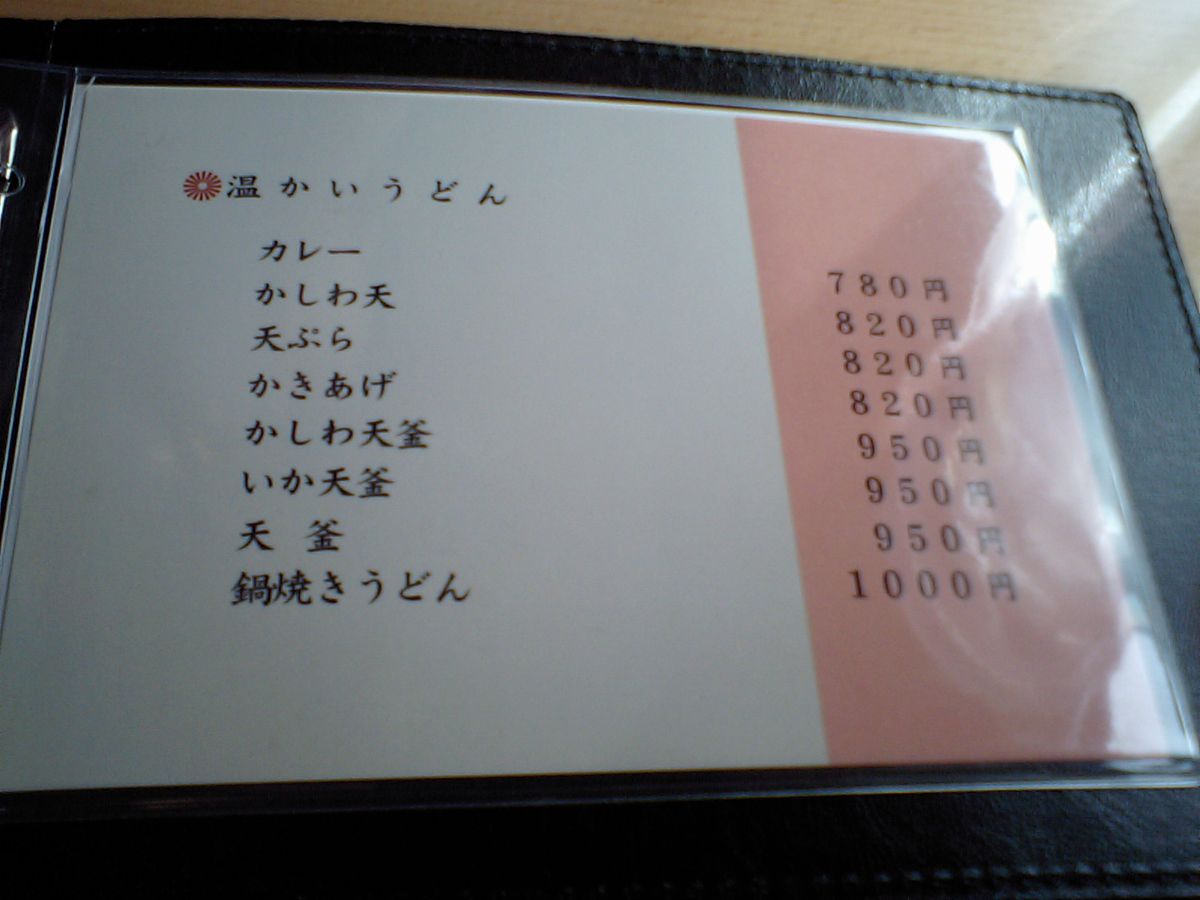 温かいうどん
カレー 780円
かしわ天 820円
天ぷら 820円
かきあげ 820円
かしわ天釜 950円
いか天釜 950円
天 釜 950円
鍋焼きうどん 1000円